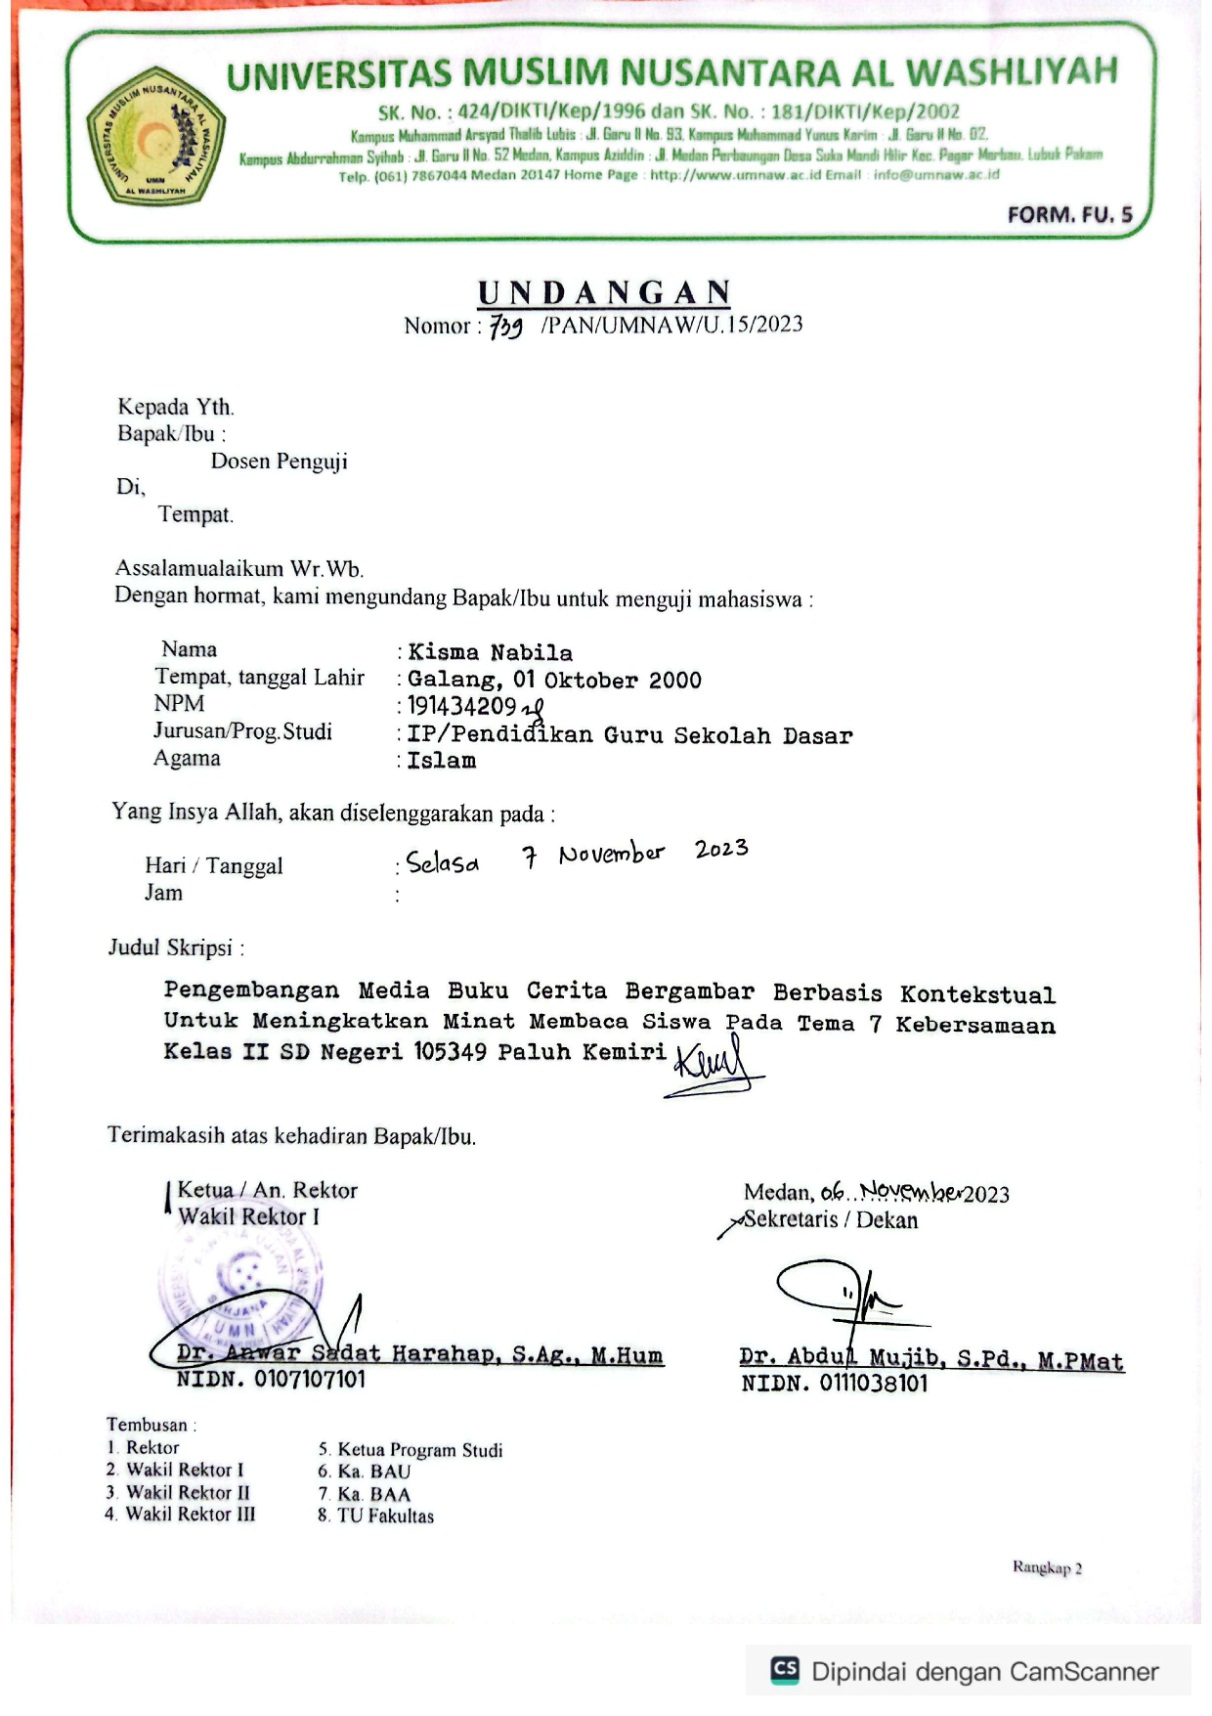 UNIVERSITAS MUSLIM NUSANTARA AL WASHLIYAH
SK. No. : 424/DIKTI/Kep/1996 dan SK. No. : 181/DIKTI/Kep/2002
Kampus Muhammad Arsyad Thalib Lubis : Jl. Garu II No. 93, Kampus Muhammad Yunus Karim : Jl. Garu II No. 02,
Kampus Abdurrahman Syihab : Jl. Garu II No. 52 Medan, Kampus Aziddin : Jl. Medan Perbaungan Desa Suka Mandi Hilir Kec. Pagar Merbau, Lubuk Pakam
Telp. (061) 7867044 Medan 20147 Home Page : http://www.umnaw.ac.id Email : info@umnaw.ac.id
UNIVERSITAS MUSLIM NUSANTARA AL WASHLIYAH
UMN
AL WASHLIYAH
FORM. FU. 5
UNDANGAN
Nomor : 739 /PAN/UMNAW/U.15/2023
Kepada Yth.
Bapak/Ibu :
Dosen Penguji
Di,
Tempat.
Assalamualaikum Wr.Wb.
Dengan hormat, kami mengundang Bapak/Ibu untuk menguji mahasiswa :
Nama : Kisma Nabila
Tempat, tanggal Lahir : Galang, 01 Oktober 2000
NPM : 191434209
Jurusan/Prog.Studi : IP/Pendidikan Guru Sekolah Dasar
Agama : Islam
Yang Insya Allah, akan diselenggarakan pada :
Hari / Tanggal : Selasa 7 November 2023
Jam :
Judul Skripsi :
Pengembangan Media Buku Cerita Bergambar Berbasis Kontekstual
Untuk Meningkatkan Minat Membaca Siswa Pada Tema 7 Kebersamaan
Kelas II SD Negeri 105349 Paluh Kemiri
Terimakasih atas kehadiran Bapak/Ibu.
Ketua / An. Rektor
Wakil Rektor I
Medan, 06 November 2023
Sekretaris / Dekan
SARJANA
UMN
Dr. Anwar Sadat Harahap, S.Ag., M.Hum
NIDN. 0107107101
Dr. Abdul Mujib, S.Pd., M.PMat
NIDN. 0111038101
Tembusan :
1. Rektor
2. Wakil Rektor I
3. Wakil Rektor II
4. Wakil Rektor III
5. Ketua Program Studi
6. Ka. BAU
7. Ka. BAA
8. TU Fakultas
Rangkap 2
CS Dipindai dengan CamScanner